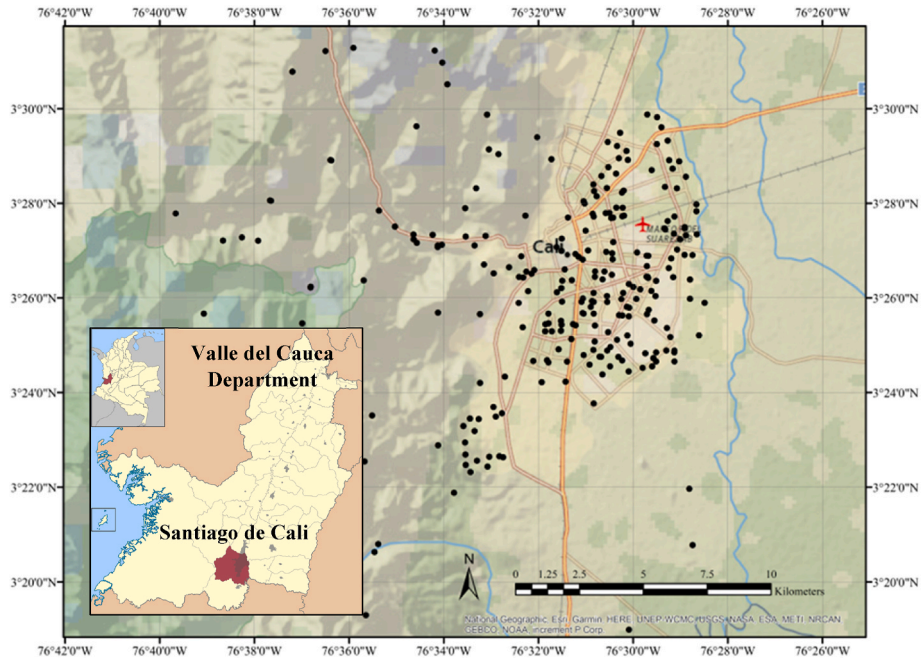 76°42'0"W 76°40'0"W 76°38'0"W 76°36'0"W 76°34'0"W 76°32'0"W 76°30'0"W 76°28'0"W 76°26'0"W
3°30'0"N 3°30'0"N
3°28'0"N 3°28'0"N
Cali
3°26'0"N 3°26'0"N
Valle del Cauca
Department
3°24'0"N 3°24'0"N
3°22'0"N 3°22'0"N
Santiago de Cali
N
0 1.25 2.5 5 7.5 10
Kilometers
3°20'0"N 3°20'0"N
National Geographic, Esri, Garmin, HERE, UNEP-WCMC, USGS, NASA, ESA, METI, NRCAN,
GEBCO, NOAA, increment P Corp.
76°42'0"W 76°40'0"W 76°38'0"W 76°36'0"W 76°34'0"W 76°32'0"W 76°30'0"W 76°28'0"W 76°26'0"W